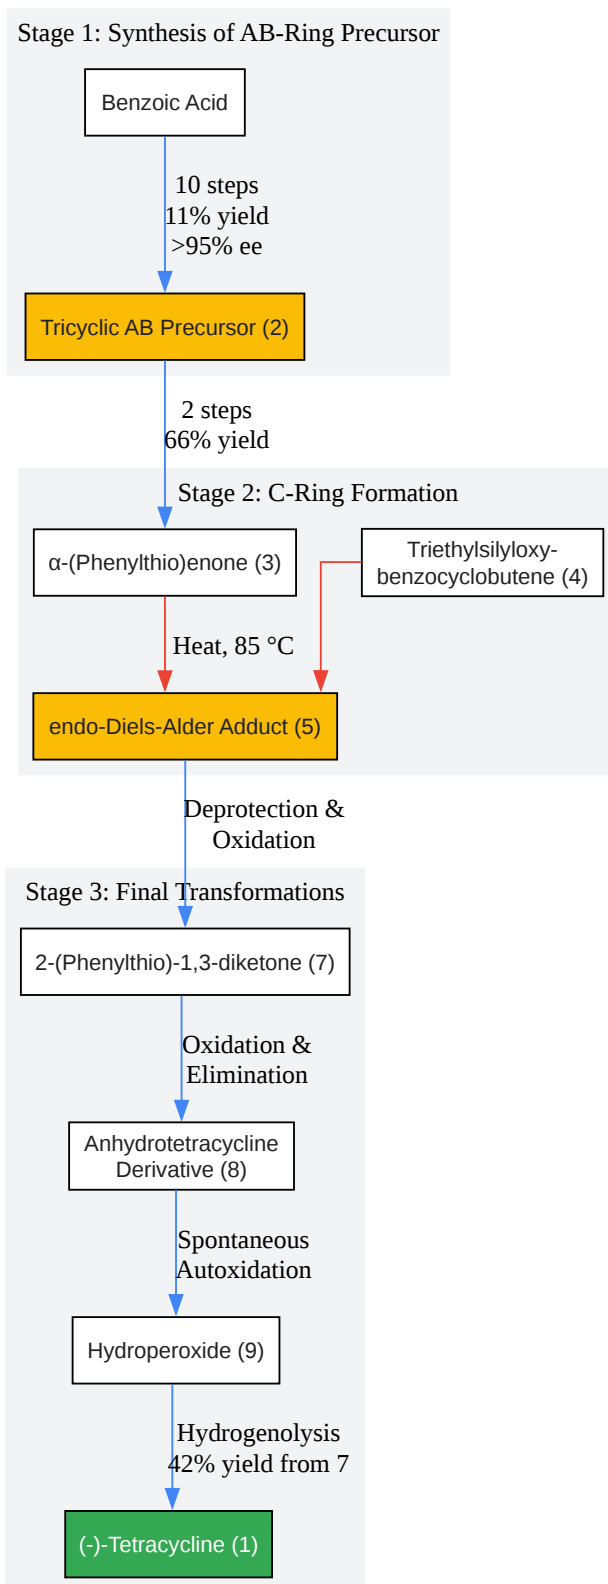 Stage 1: Synthesis of AB-Ring Precursor
Benzoic Acid
10 steps
11% yield
>95% ee
Tricyclic AB Precursor (2)
2 steps
66% yield
Stage 2: C-Ring Formation
α-(Phenylthio)enone (3)
Triethylsilyloxy-
benzocyclobutene (4)
Heat, 85 °C
endo-Diels-Alder Adduct (5)
Deprotection &
Oxidation
Stage 3: Final Transformations
2-(Phenylthio)-1,3-diketone (7)
Oxidation &
Elimination
Anhydrotetracycline
Derivative (8)
Spontaneous
Autoxidation
Hydroperoxide (9)
Hydrogenolysis
42% yield from 7
(-)-Tetracycline (1)